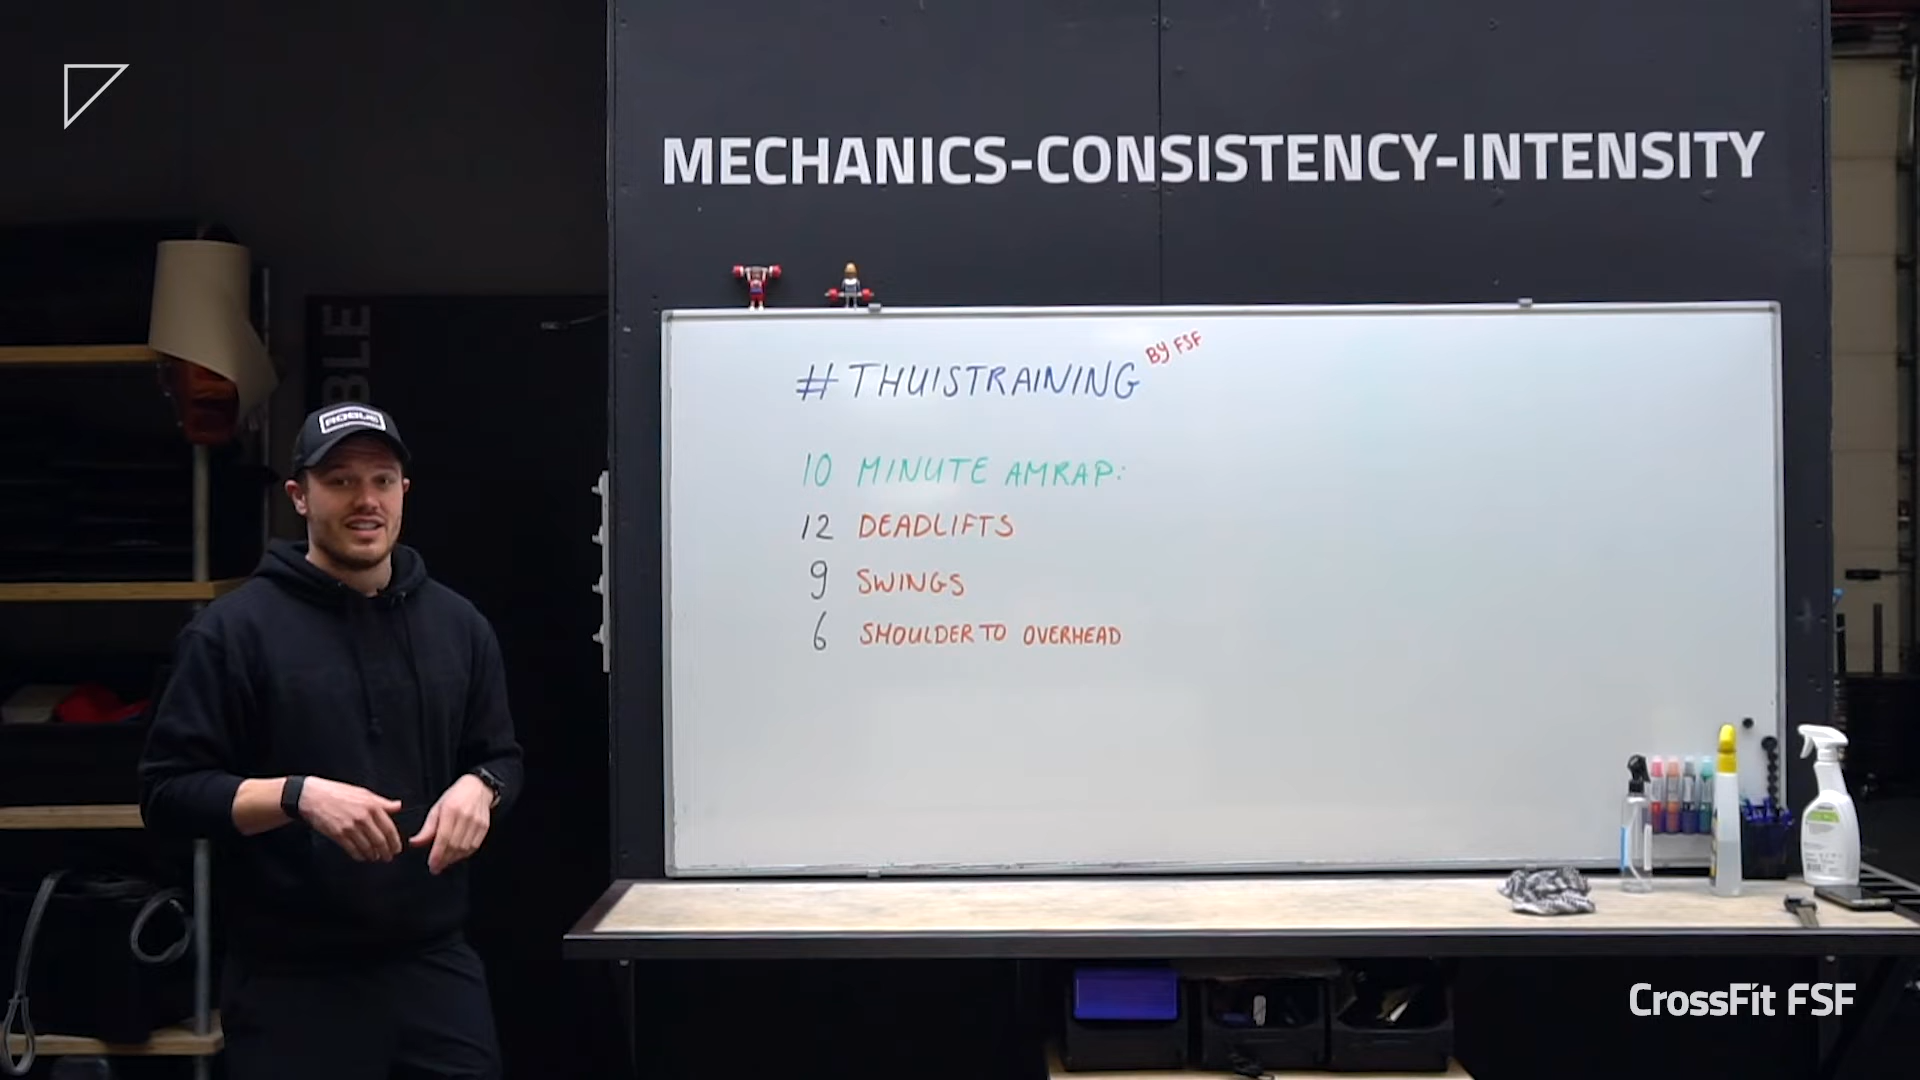 MECHANICS-CONSISTENCY-INTENSITY
BLE
ROGUE
# THUISTRAINING BY FSF
10 MINUTE AMRAP:
12 DEADLIFTS
9 SWINGS
6 SHOULDER TO OVERHEAD
CrossFit FSF